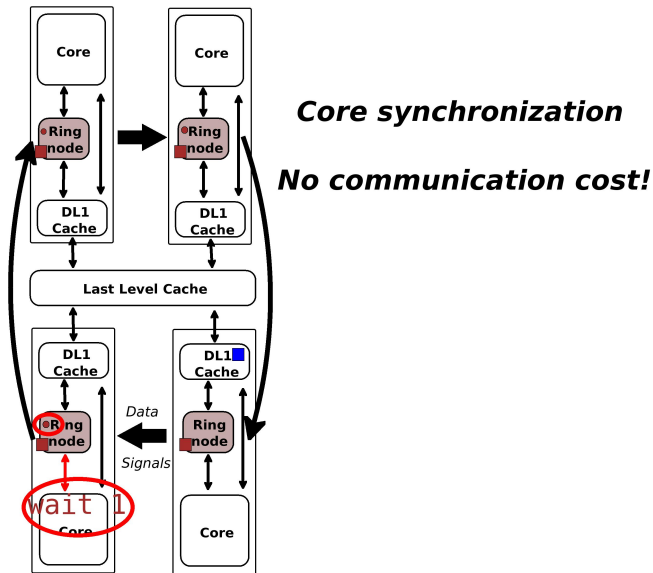 Core
Core
Core synchronization
Ring
node
Ring
node
No communication cost!
DL1
Cache
DL1
Cache
Last Level Cache
DL1
Cache
DL1
Cache
Data
Ring
node
Ring
node
Signals
wait 1
Core
Core